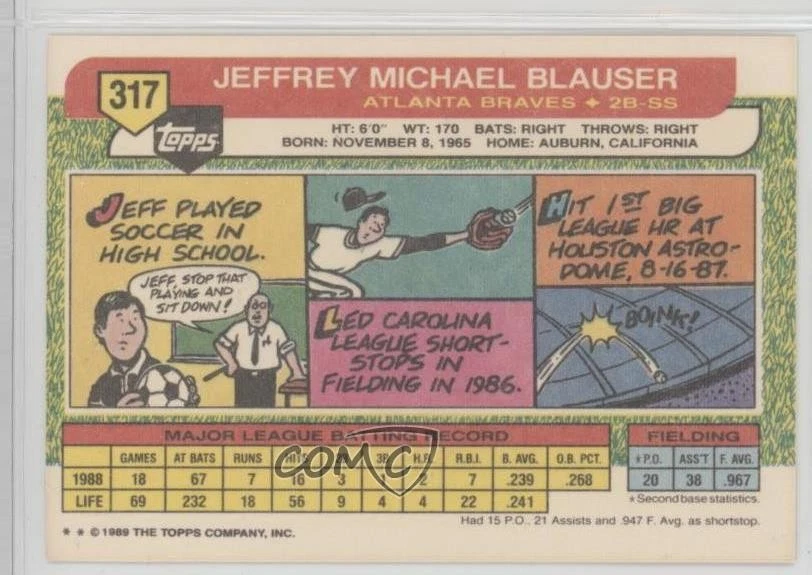 317
JEFFREY MICHAEL BLAUSER
ATLANTA BRAVES ✦ 2B-SS
topps
HT: 6'0" WT: 170 BATS: RIGHT THROWS: RIGHT
BORN: NOVEMBER 8, 1965 HOME: AUBURN, CALIFORNIA
JEFF PLAYED
SOCCER IN
HIGH SCHOOL.
JEFF, STOP THAT
PLAYING AND
SIT DOWN!
LED CAROLINA
LEAGUE SHORT-
STOPS IN
FIELDING IN 1986.
HIT 1ST BIG
LEAGUE HR AT
HOUSTON ASTRO-
DOME, 8-16-87.
BOINK!
MAJOR LEAGUE BATTING RECORD
GAMES AT BATS RUNS HITS 2B 3B H.R. R.B.I. B. AVG. O.B. PCT.
1988 18 67 7 16 3 1 2 7 .239 .268
LIFE 69 232 18 56 9 4 4 22 .241
FIELDING
*P.O. ASS'T F. AVG.
20 38 .967
*Second base statistics.
Had 15 P.O., 21 Assists and .947 F. Avg. as shortstop.
* * © 1989 THE TOPPS COMPANY, INC.
COMC